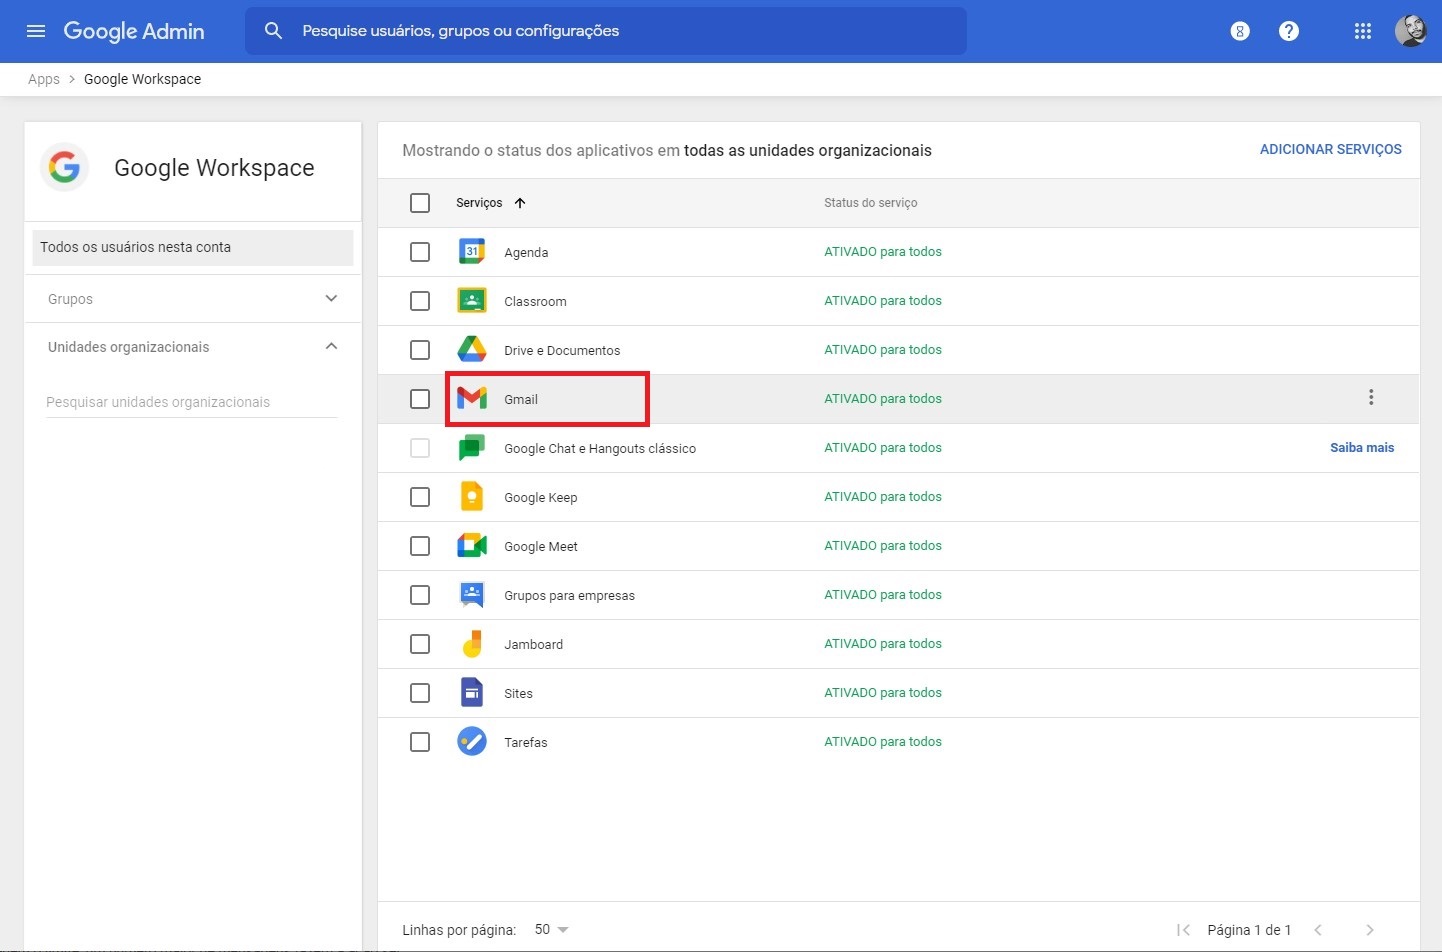 Google Admin
Pesquise usuários, grupos ou configurações
Apps > Google Workspace
Google Workspace
Todos os usuários nesta conta
Grupos
Unidades organizacionais
Pesquisar unidades organizacionais
Mostrando o status dos aplicativos em todas as unidades organizacionais
ADICIONAR SERVIÇOS
Serviços Status do serviço
31 Agenda ATIVADO para todos
Classroom ATIVADO para todos
Drive e Documentos ATIVADO para todos
Gmail ATIVADO para todos
Google Chat e Hangouts clássico ATIVADO para todos Saiba mais
Google Keep ATIVADO para todos
Google Meet ATIVADO para todos
Grupos para empresas ATIVADO para todos
Jamboard ATIVADO para todos
Sites ATIVADO para todos
Tarefas ATIVADO para todos
Linhas por página: 50 Página 1 de 1